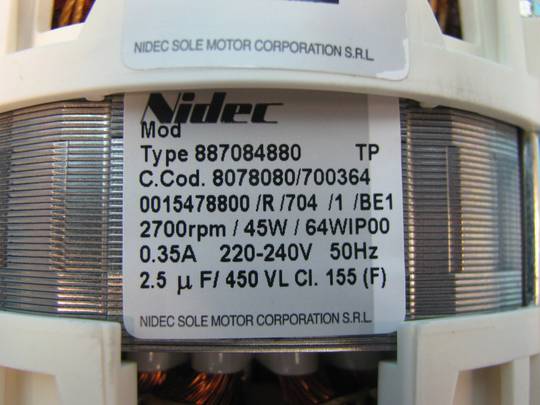 NIDEC SOLE MOTOR CORPORATION S.R.L.
Nidec
Mod
Type 887084880 TP
C.Cod. 8078080/700364
0015478800 /R /704 /1 /BE1
2700rpm / 45W / 64WIP00
0.35A 220-240V 50Hz
2.5 μ F/ 450 VL Cl. 155 (F)
NIDEC SOLE MOTOR CORPORATION S.R.L.